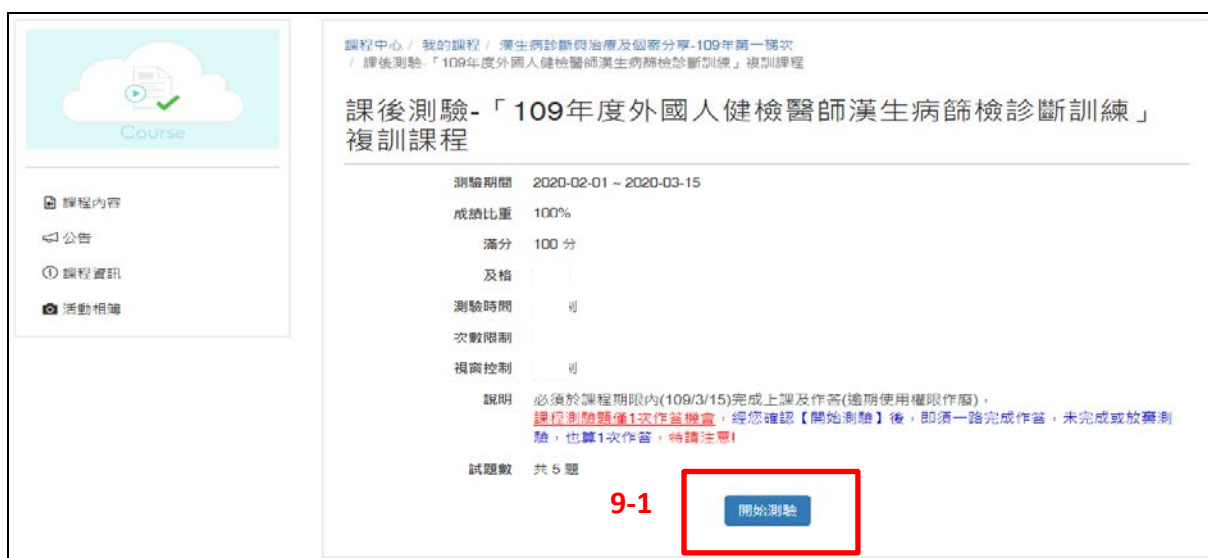 Course
課程內容
公告
課程資訊
活動相簿
課程中心 / 我的課程 / 漢生病診斷與治療及個案分享-109年第一梯次
/ 課後測驗-「109年度外國人健檢醫師漢生病篩檢診斷訓練」複訓課程
課後測驗-「109年度外國人健檢醫師漢生病篩檢診斷訓練」
複訓課程
測驗期間 2020-02-01 ~ 2020-03-15
成績比重 100%
滿分 100 分
及格
測驗時間
次數限制
視窗控制
說明 必須於課程期限內(109/3/15)完成上課及作答(逾期使用權限作廢)，
課程測驗題僅1次作答機會，經您確認【開始測驗】後，即須一路完成作答，未完成或放棄測
驗，也算1次作答，特請注意!
試題數 共 5 題
9-1
開始測驗